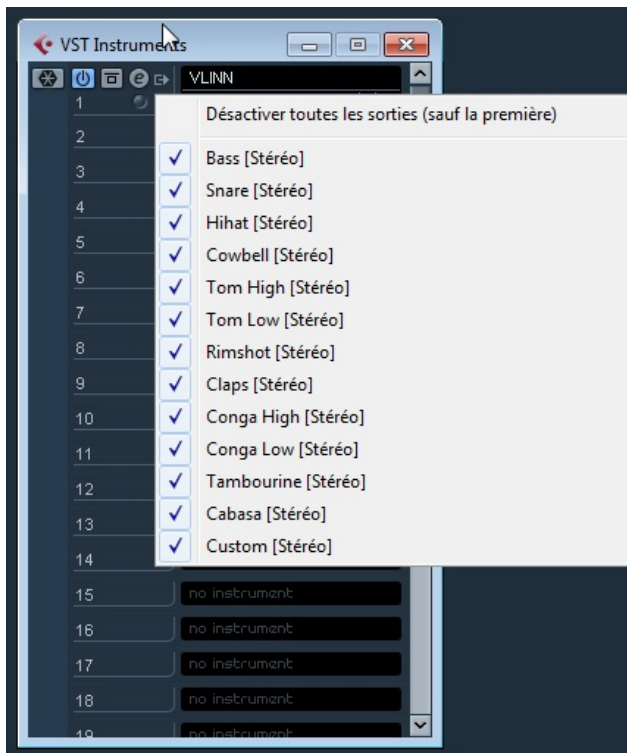 VST Instruments
e VLINN
1
Désactiver toutes les sorties (sauf la première)
2
Bass [Stéréo]
3
Snare [Stéréo]
Hihat [Stéréo]
4
Cowbell [Stéréo]
5
Tom High [Stéréo]
6
Tom Low [Stéréo]
7
Rimshot [Stéréo]
8
Claps [Stéréo]
9
Conga High [Stéréo]
10
Conga Low [Stéréo]
11
Tambourine [Stéréo]
12
Cabasa [Stéréo]
13
Custom [Stéréo]
14
15 no instrument
16 no instrument
17 no instrument
18 no instrument
19 no instrument